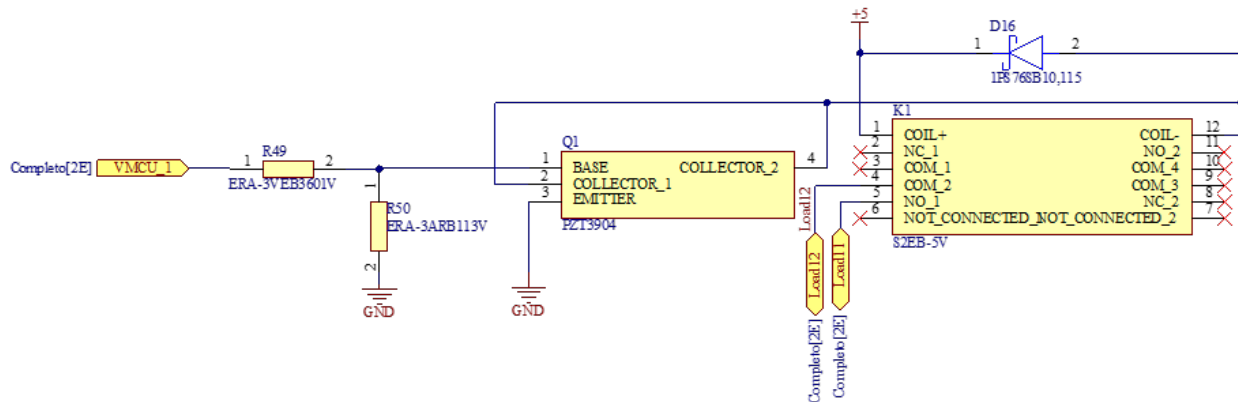 +5
D16
1 2
1PS76SB10,115
K1
1 COIL+ COIL- 12
2 NC_1 NO_2 11
3 COM_1 COM_4 10
4 COM_2 COM_3 9
5 NO_1 NC_2 8
6 NOT_CONNECTED_1 NOT_CONNECTED_2 7
S2EB-5V
Q1
1 BASE COLLECTOR_2 4
2 COLLECTOR_1
3 EMITTER
PZT3904
GND
Completo[2E] VMCU_1
R49
1 2
ERA-3VEB3601V
1
R50
ERA-3ARB113V
2
GND
Load12
Load12
Load11
Completo[2E]
Completo[2E]